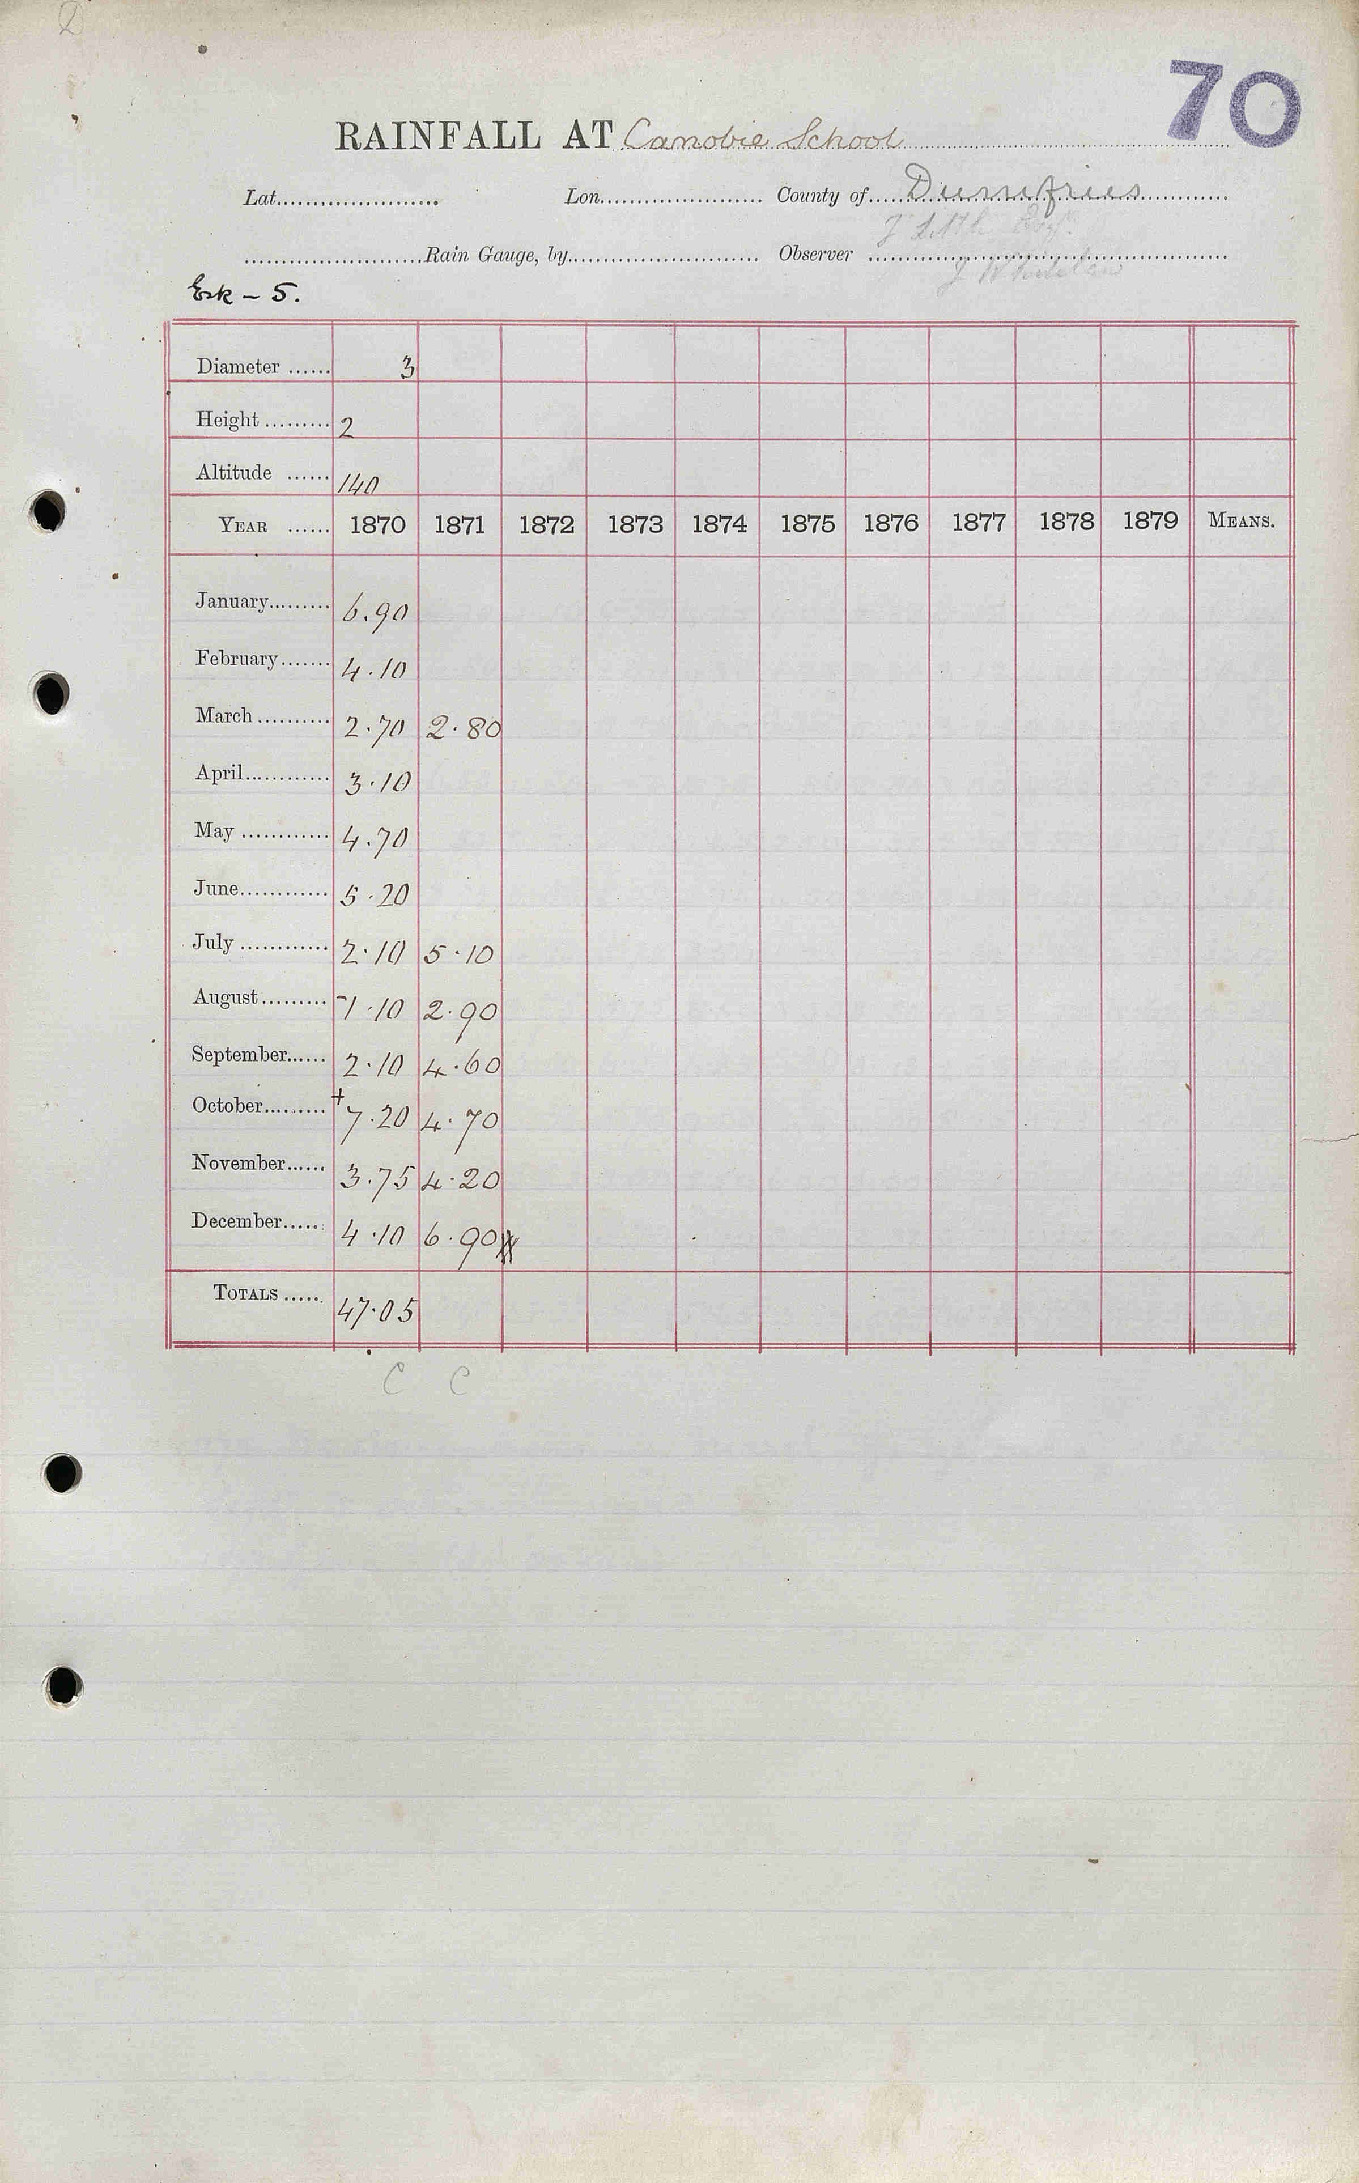 2
70
RAINFALL AT Canobie School
Lat. Lon. County of Dumfries
Esq.
Rain Gauge, by Observer J Whitelaw
Esk - 5.
Diameter 3
Height 2
Altitude 140
YEAR 1870 1871 1872 1873 1874 1875 1876 1877 1878 1879 MEANS.
January 6.90
February 4.10
March 2.70 2.80
April 3.10
May 4.70
June 5.20
July 2.10 5.10
August -1.10 2.90
September 2.10 4.60
October +7.20 4.70
November 3.75 4.20
December 4.10 6.90
TOTALS 47.05
C C